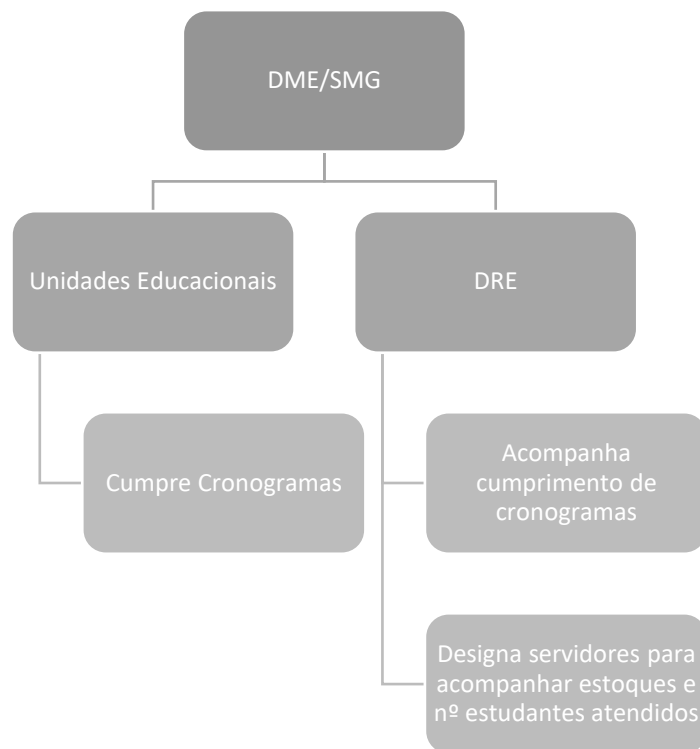 DME/SMG
Unidades Educacionais
DRE
Cumpre Cronogramas
Acompanha
cumprimento de
cronogramas
Designa servidores para
acompanhar estoques e
nº estudantes atendidos